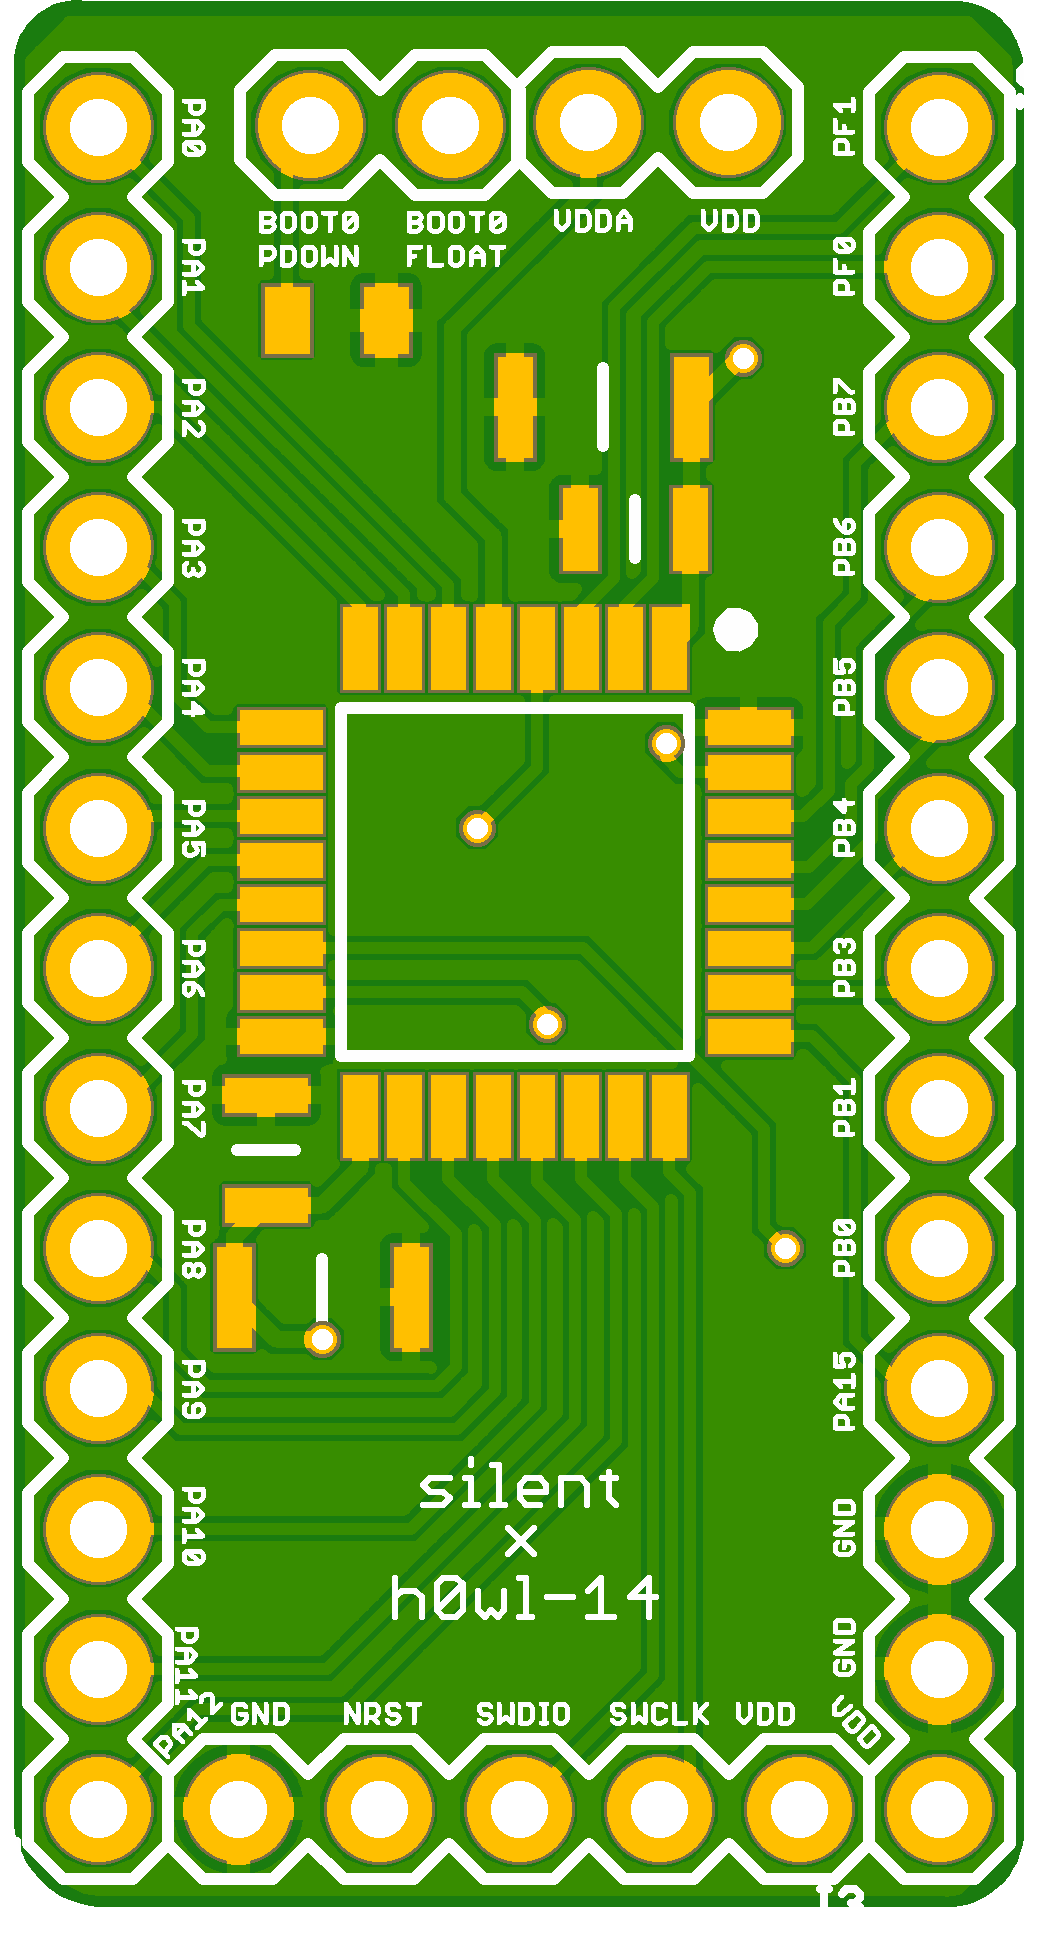 BOOT0 PDOWN
BOOT0 FLOAT
VDDA
VDD
PA0
PA1
PA2
PA3
PA4
PA5
PA6
PA7
PA8
PA9
PA10
PA11
PA12
PF1
PF0
PB7
PB6
PB5
PB4
PB3
PB1
PB0
PA15
GND
GND
VDD
silent
x
h0wl-14
GND
NRST
SWDIO
SWCLK
VDD